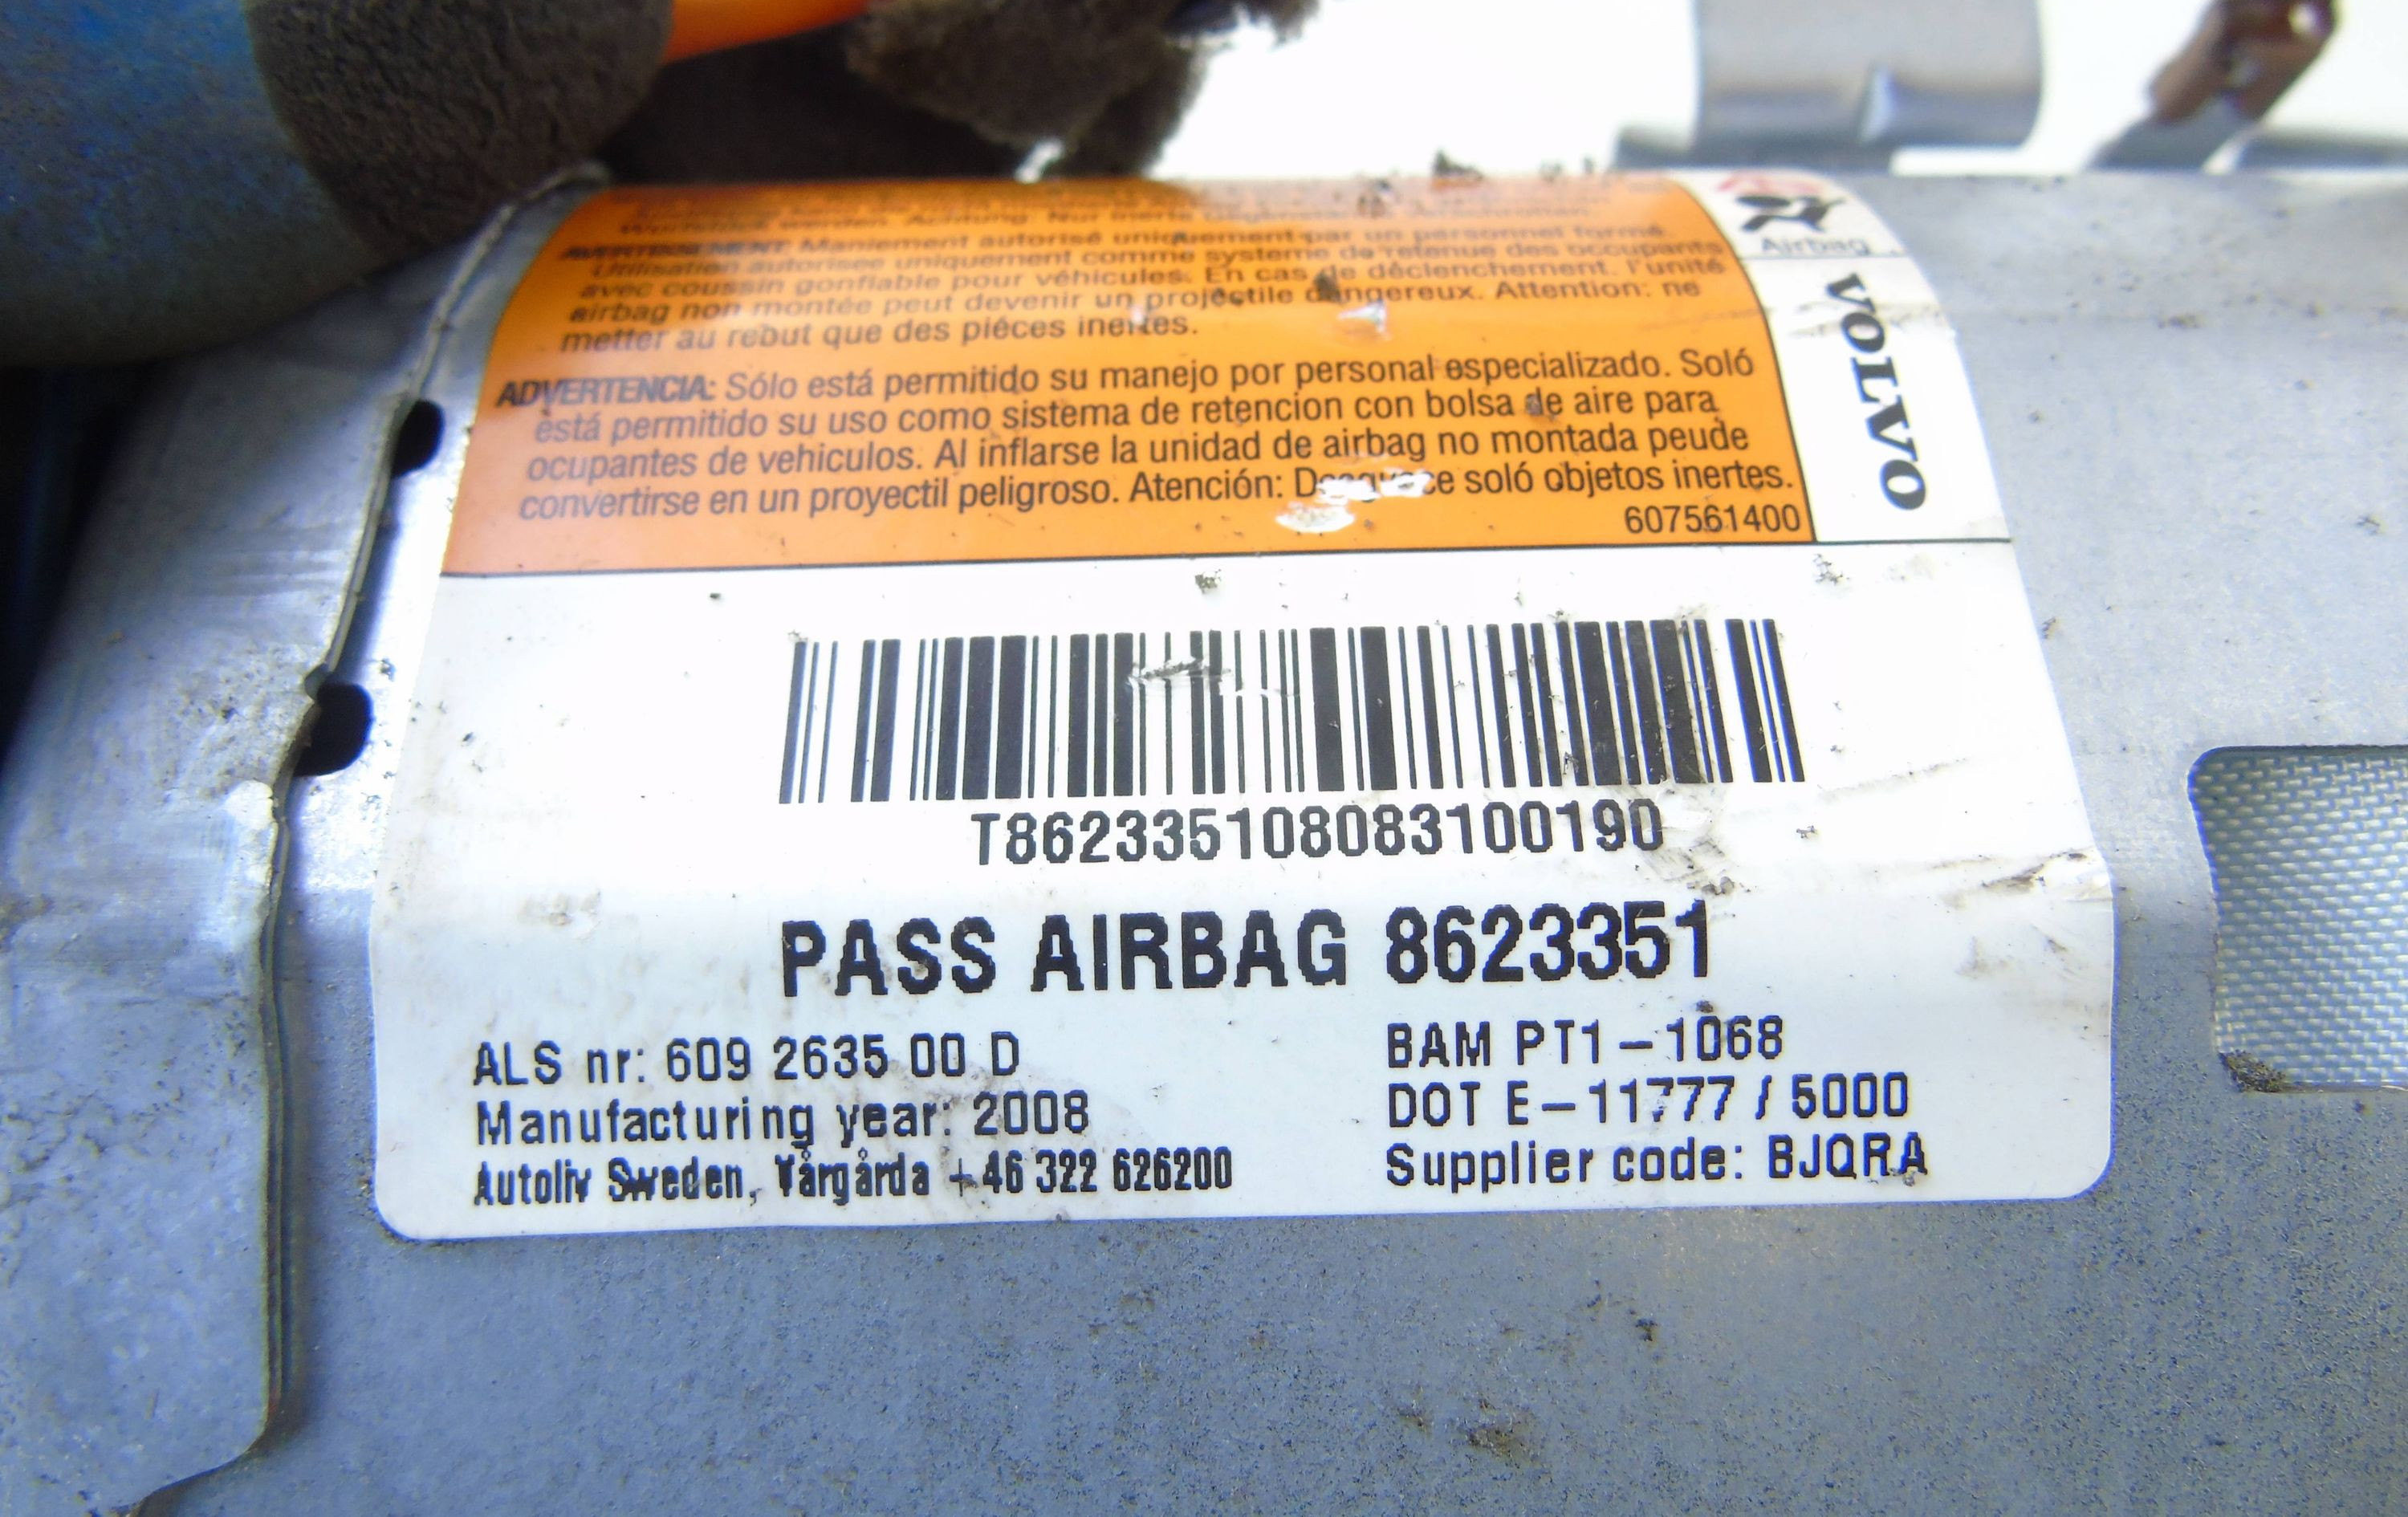 AVERTISSEMENT: Maniement autorisé uniquement par un personnel formé.
Utilisation autorisée uniquement comme systeme de retenue des occupants
avec coussin gonflable pour véhicules. En cas de déclenchement. l'unité
airbag non montée peut devenir un projéctile dangereux. Attention: ne
metter au rebut que des piéces inertes.
ADVERTENCIA: Sólo está permitido su manejo por personal especializado. Soló
está permitido su uso como sistema de retencion con bolsa de aire para
ocupantes de vehiculos. Al inflarse la unidad de airbag no montada peude
convertirse en un proyectil peligroso. Atención: soló objetos inertes.
607561400
Airbag
VOLVO
T862335108083100190
PASS AIRBAG 8623351
ALS nr: 609 2635 00 D
Manufacturing year: 2008
Autoliv Sweden, Vårgårda +46 322 626200
BAM PT1-1068
DOT E-11777 / 5000
Supplier code: BJQRA